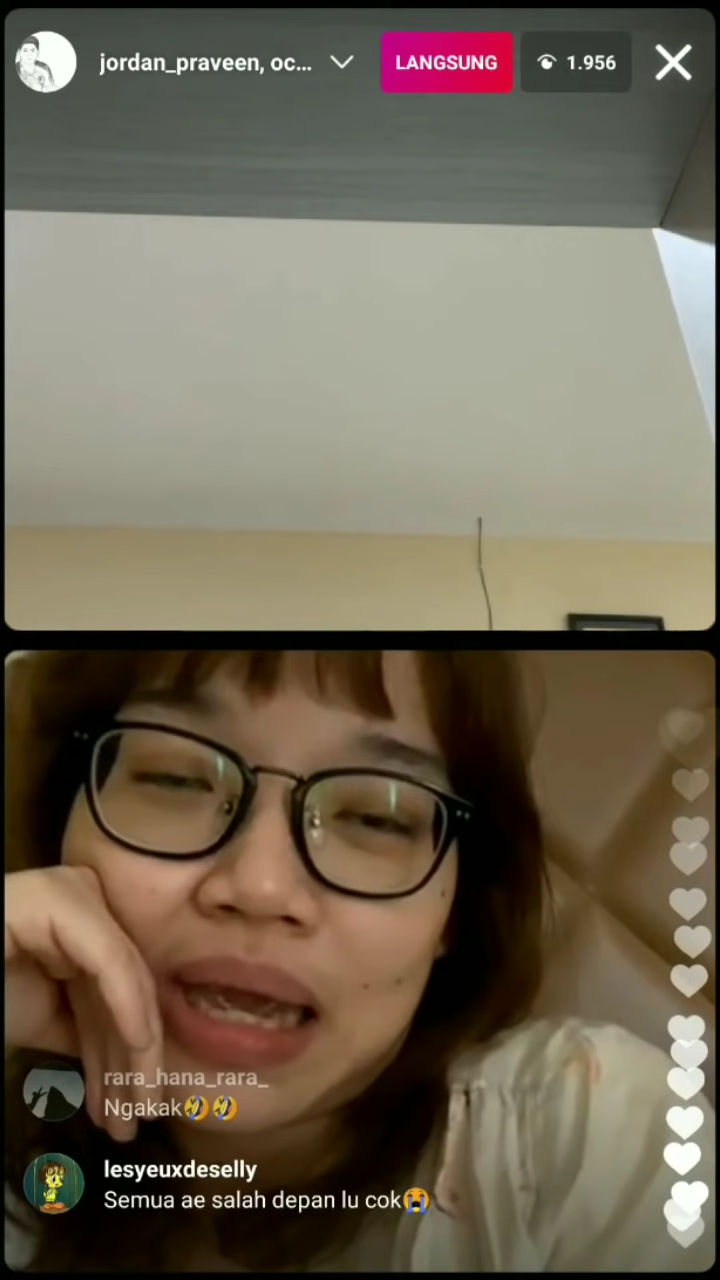 jordan_praveen, oc...
LANGSUNG
1.956
rara_hana_rara_
Ngakak🤣🤣
lesyeuxdeselly
Semua ae salah depan lu cok😭